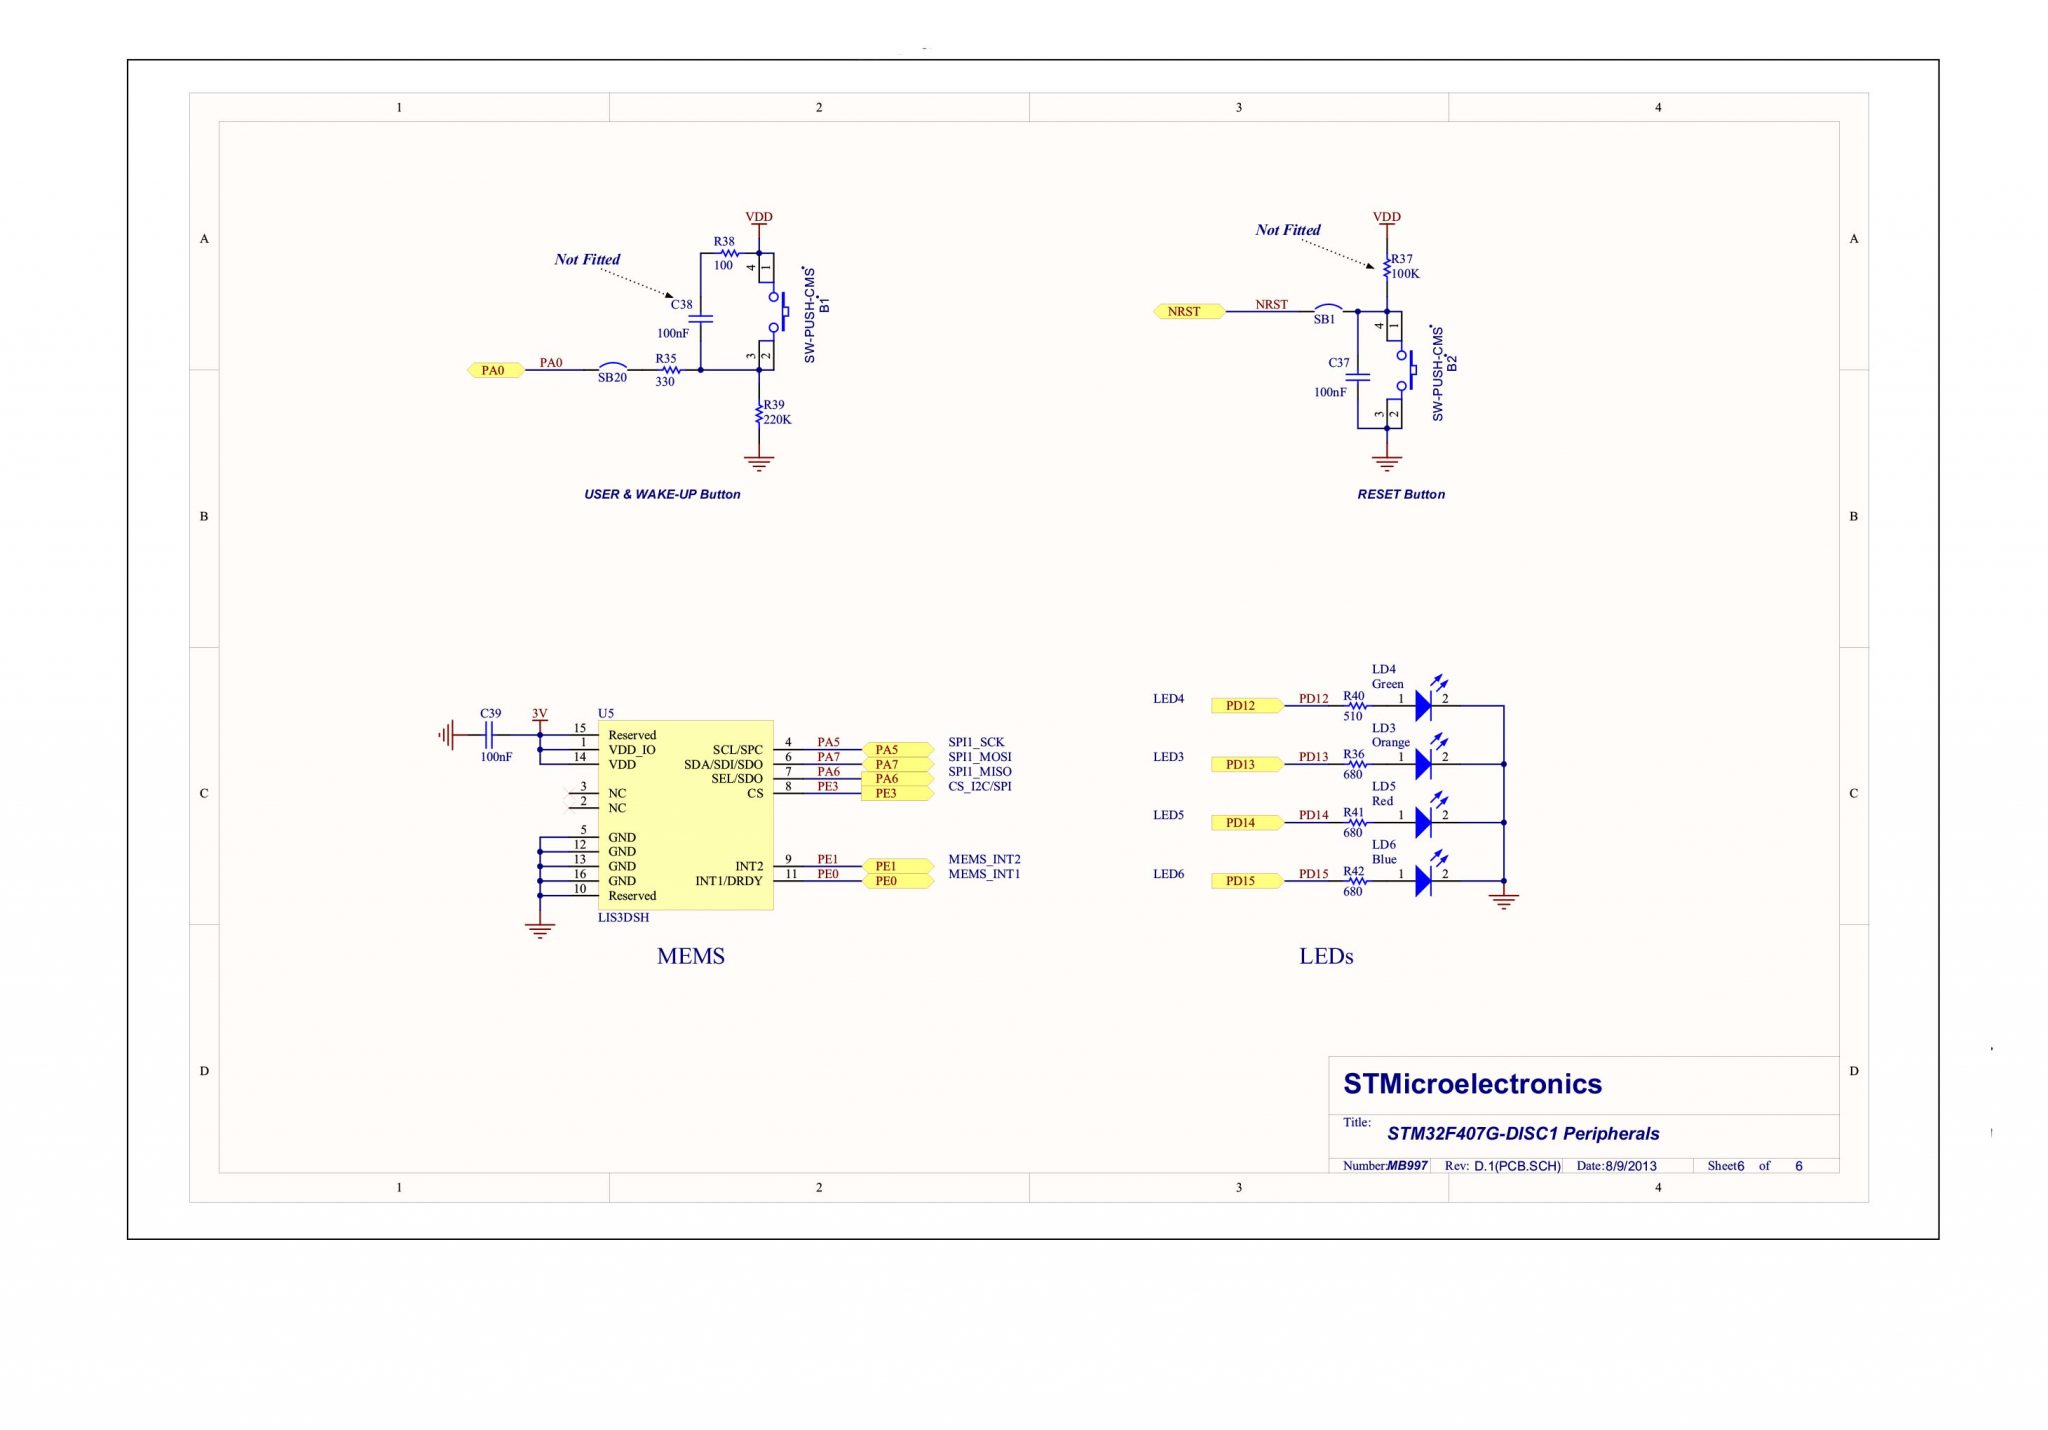 1 2 3 4
A A
B B
C C
D D
VDD
R38
100
Not Fitted
C38
100nF
4 1
3 2
SW-PUSH-CMS
B1
PA0 PA0
SB20
R35
330
R39
220K
USER & WAKE-UP Button
VDD
Not Fitted
R37
100K
NRST NRST
SB1
4 1
C37
100nF
3 2
SW-PUSH-CMS
B2
RESET Button
C39
100nF
3V
U5
15 Reserved
1 VDD_IO
14 VDD
3 NC
2 NC
5 GND
12 GND
13 GND
16 GND
10 Reserved
SCL/SPC 4 PA5 PA5 SPI1_SCK
SDA/SDI/SDO 6 PA7 PA7 SPI1_MOSI
SEL/SDO 7 PA6 PA6 SPI1_MISO
CS 8 PE3 PE3 CS_I2C/SPI
INT2 9 PE1 PE1 MEMS_INT2
INT1/DRDY 11 PE0 PE0 MEMS_INT1
LIS3DSH
MEMS
LD4
Green
LED4 PD12 PD12 R40 1 2
510
LD3
Orange
LED3 PD13 PD13 R36 1 2
680
LD5
Red
LED5 PD14 PD14 R41 1 2
680
LD6
Blue
LED6 PD15 PD15 R42 1 2
680
LEDs
STMicroelectronics
Title:
STM32F407G-DISC1 Peripherals
Number:MB997 Rev: D.1(PCB.SCH) Date:8/9/2013 Sheet6 of 6
1 2 3 4